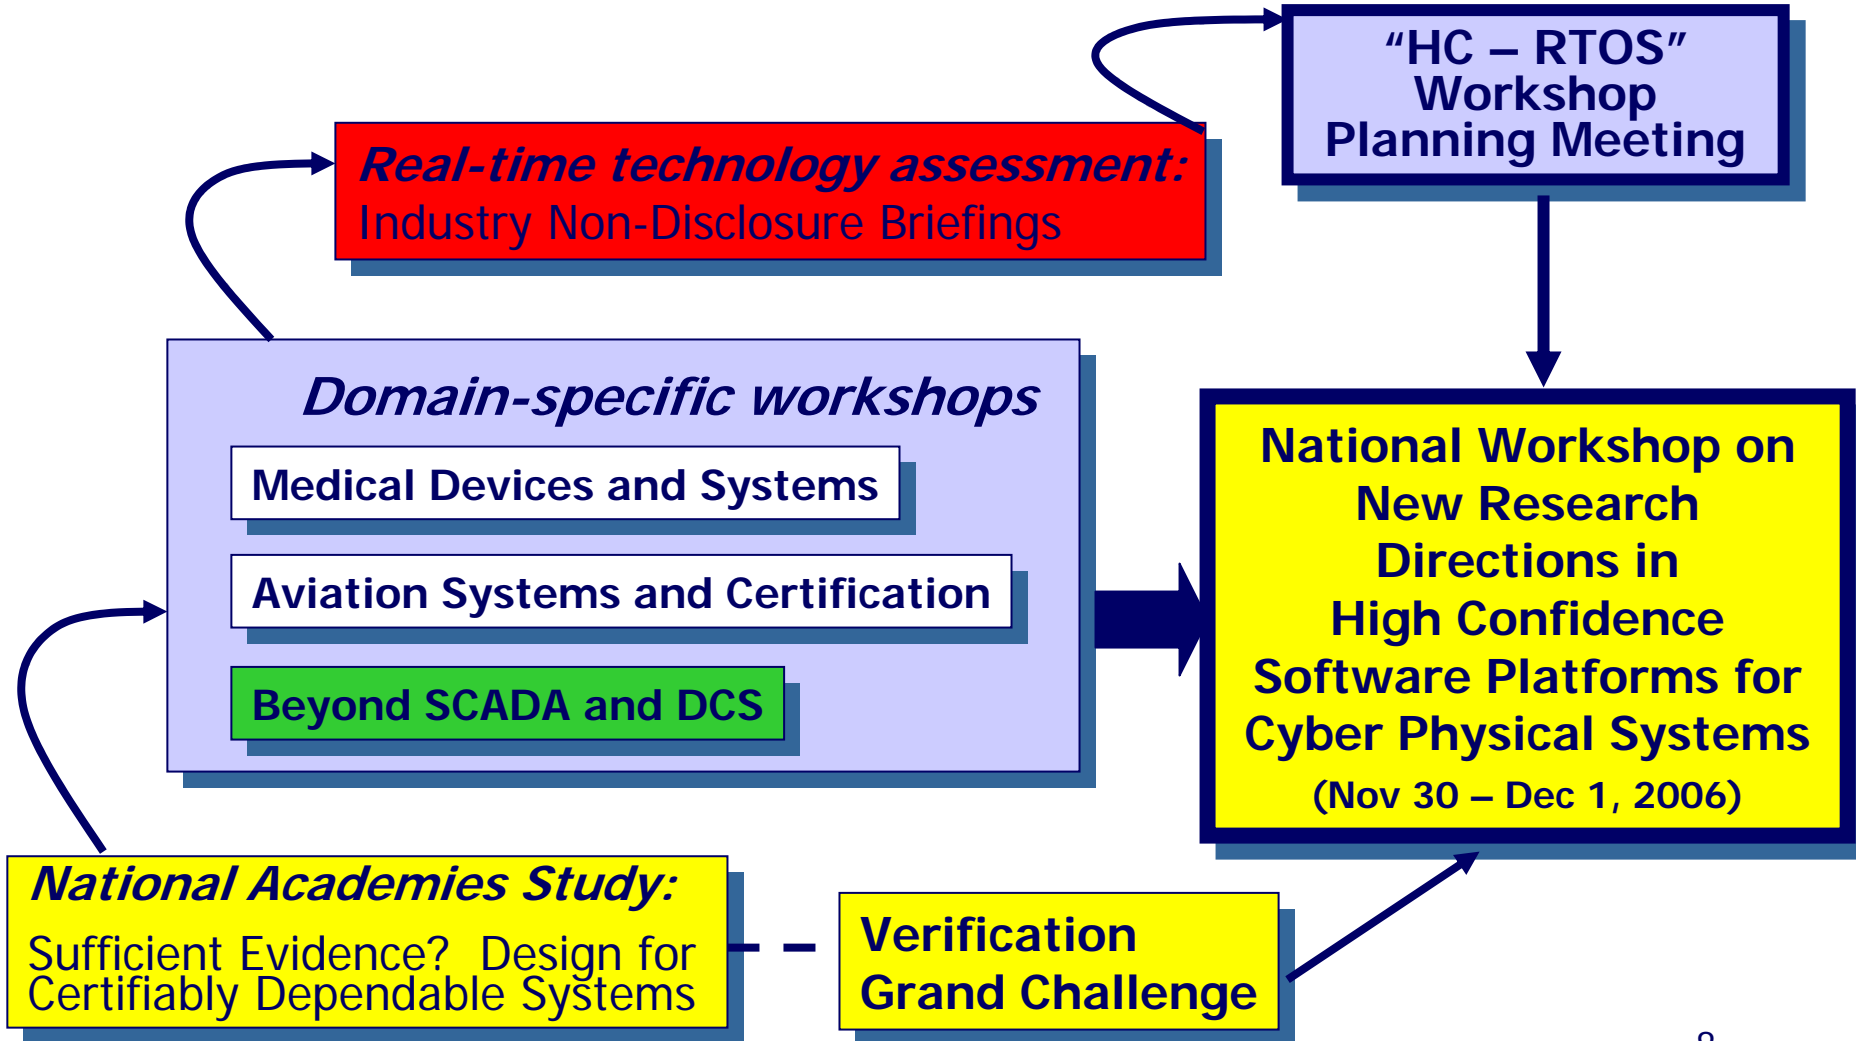 “HC – RTOS”
Workshop
Planning Meeting
Real-time technology assessment:
Industry Non-Disclosure Briefings
Domain-specific workshops
Medical Devices and Systems
Aviation Systems and Certification
Beyond SCADA and DCS
National Workshop on
New Research
Directions in
High Confidence
Software Platforms for
Cyber Physical Systems
(Nov 30 – Dec 1, 2006)
National Academies Study:
Sufficient Evidence?  Design for
Certifiably Dependable Systems
Verification
Grand Challenge